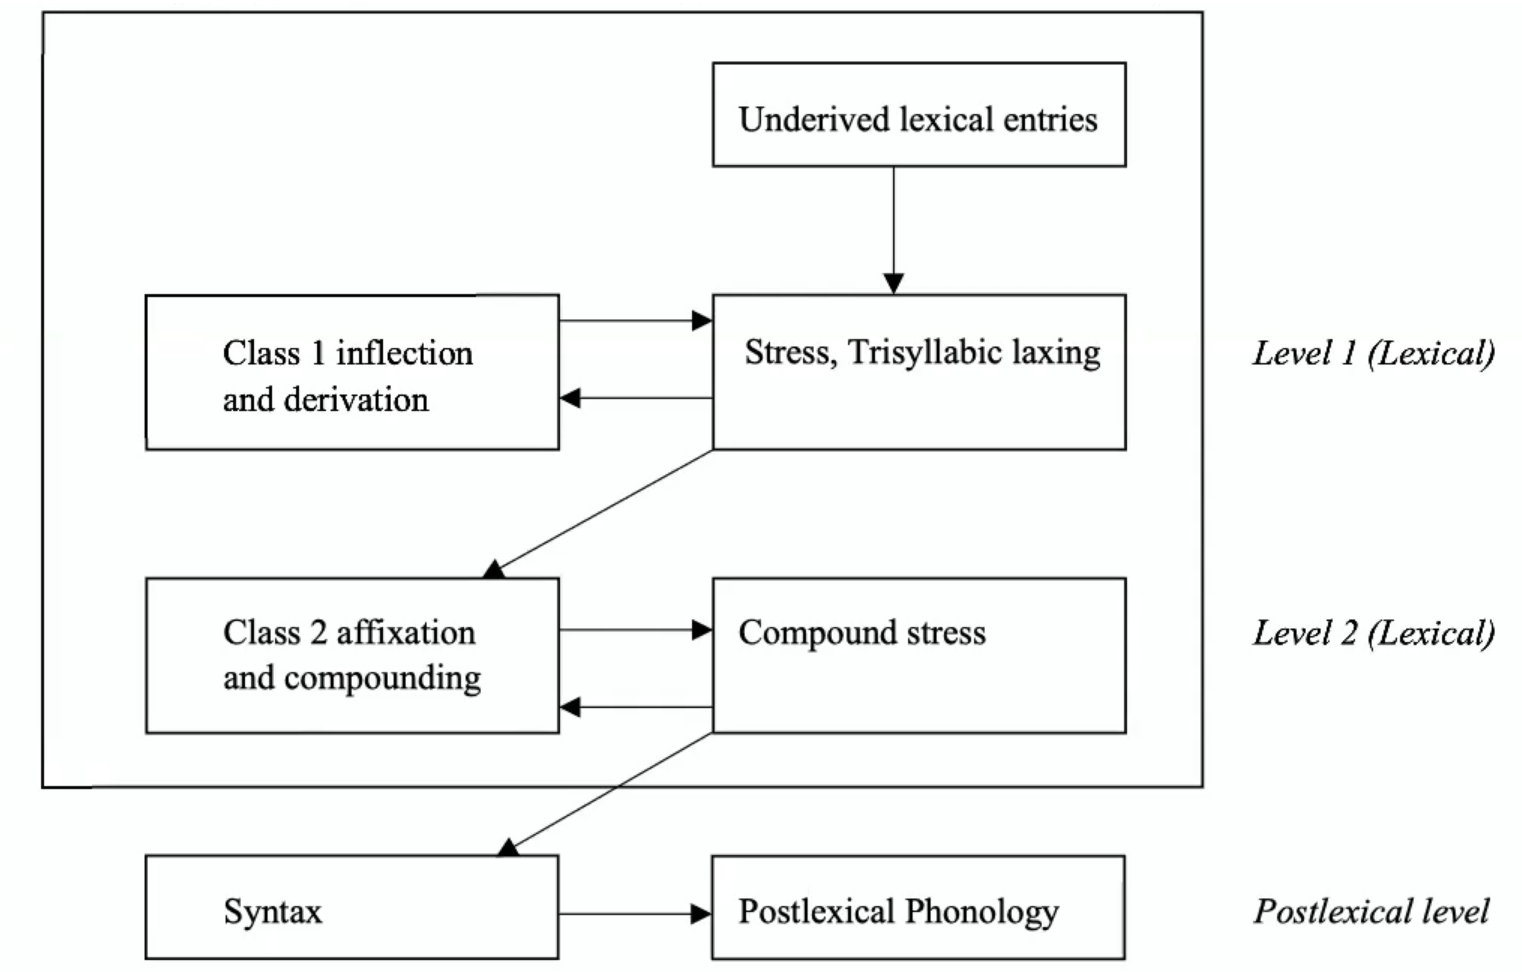 Underived lexical entries
Class 1 inflection
and derivation
Stress, Trisyllabic laxing
Level 1 (Lexical)
Class 2 affixation
and compounding
Compound stress
Level 2 (Lexical)
Syntax
Postlexical Phonology
Postlexical level